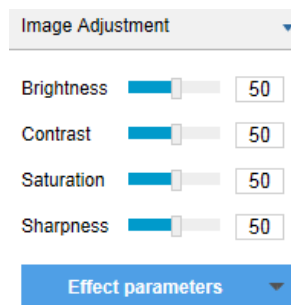 Image Adjustment
Brightness 50
Contrast 50
Saturation 50
Sharpness 50
Effect parameters